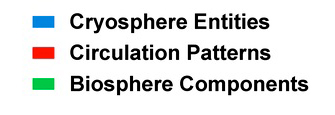 Cryosphere Entities
Circulation Patterns
Biosphere Components